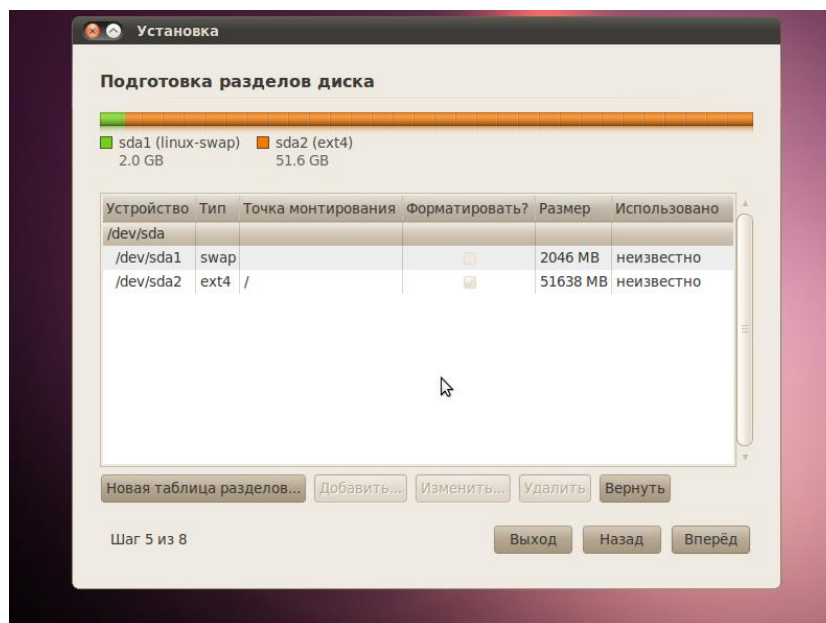 Установка
Подготовка разделов диска
sda1 (linux-swap) sda2 (ext4)
2.0 GB 51.6 GB
Устройство Тип Точка монтирования Форматировать? Размер Использовано
/dev/sda
/dev/sda1 swap 2046 MB неизвестно
/dev/sda2 ext4 / 51638 MB неизвестно
Новая таблица разделов... Добавить... Изменить... Удалить Вернуть
Шаг 5 из 8 Выход Назад Вперёд